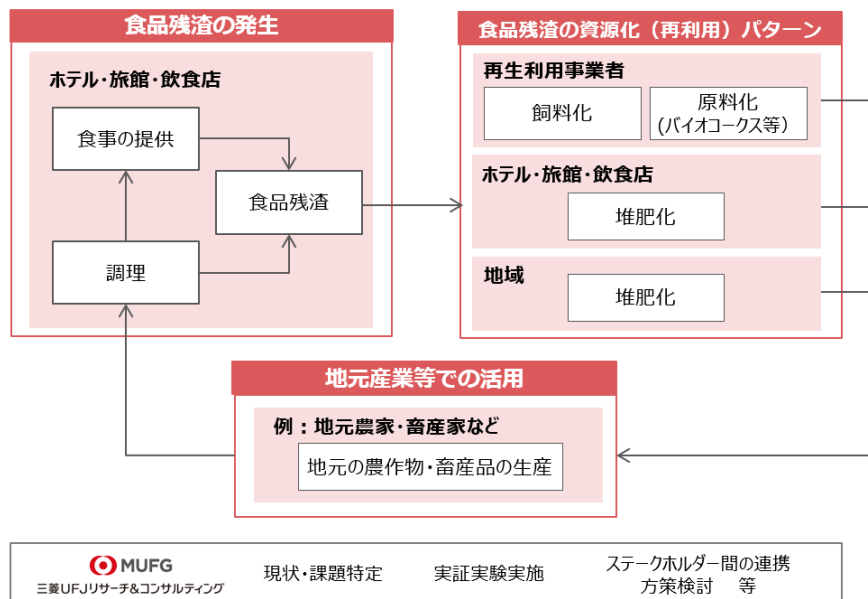 食品残渣の発生
ホテル・旅館・飲食店
食事の提供
食品残渣
調理
食品残渣の資源化（再利用）パターン
再生利用事業者
飼料化
原料化
(バイオコークス等）
ホテル・旅館・飲食店
堆肥化
地域
堆肥化
地元産業等での活用
例：地元農家・畜産家など
地元の農作物・畜産品の生産
MUFG
三菱UFJリサーチ&コンサルティング
現状・課題特定
実証実験実施
ステークホルダー間の連携
方策検討　等